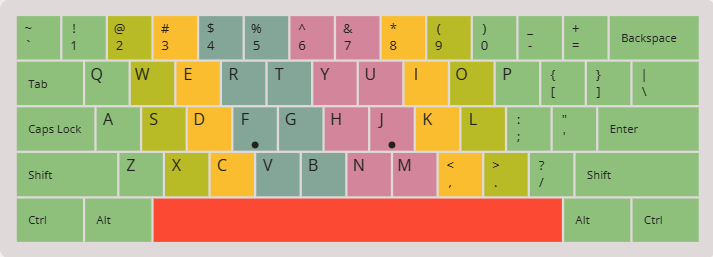 ~ ! @ # $ % ^ & * ( ) _ + Backspace
` 1 2 3 4 5 6 7 8 9 0 - =
Tab Q W E R T Y U I O P { } |
[ ] \
Caps Lock A S D F G H J K L : " Enter
; '
Shift Z X C V B N M < > ? Shift
, . /
Ctrl Alt Alt Ctrl